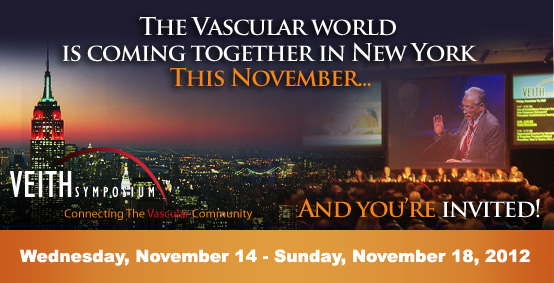 THE VASCULAR WORLD
IS COMING TOGETHER IN NEW YORK
THIS NOVEMBER...
VEITH
VEITHSYMPOSIUM™
Connecting The Vascular Community
AND YOU'RE INVITED!
Wednesday, November 14 - Sunday, November 18, 2012